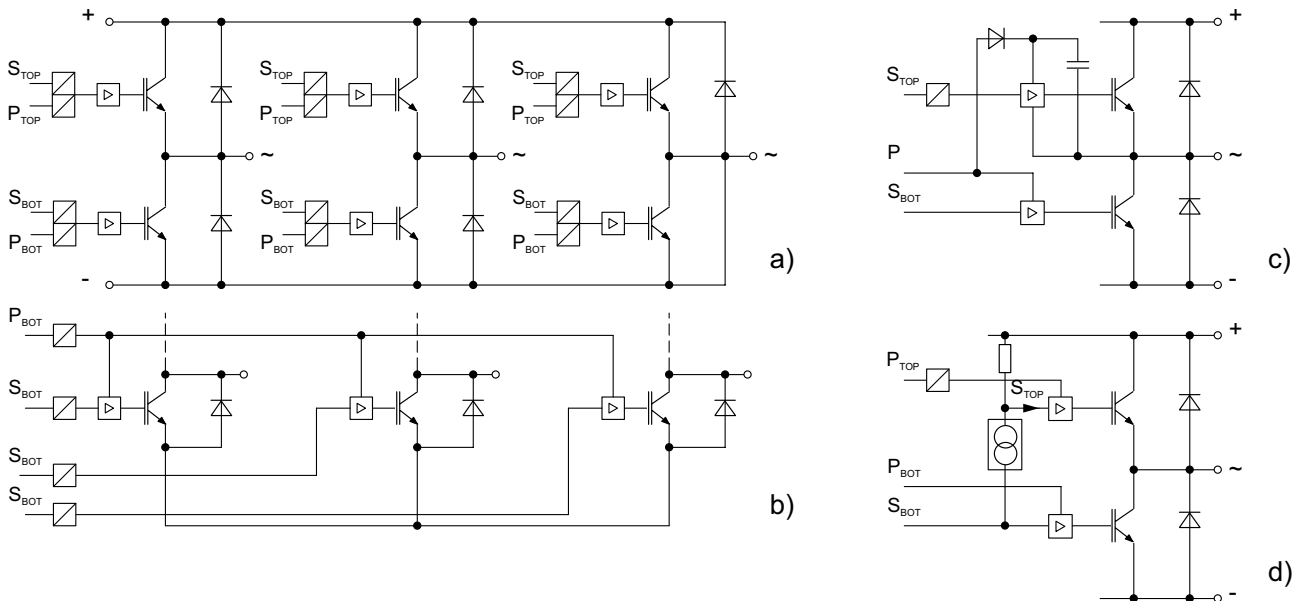 +
S_TOP S_TOP S_TOP
P_TOP P_TOP P_TOP
~ ~ ~
S_BOT S_BOT S_BOT
P_BOT P_BOT P_BOT
a)
-
P_BOT
S_BOT
S_BOT
S_BOT
b)
+
S_TOP
P
~
S_BOT
c)
-
+
P_TOP
S_TOP
P_BOT
~
S_BOT
d)
-